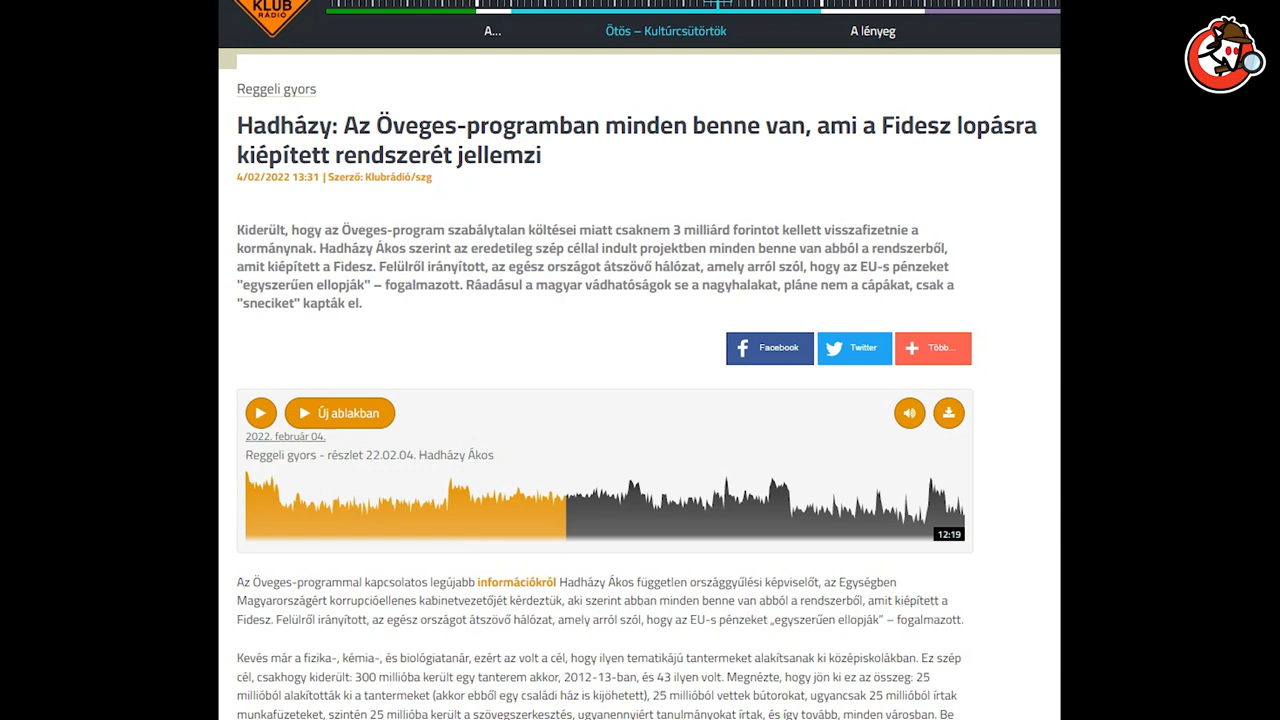 KLUB
RÁDIÓ
A...
Ötös – Kultúrcsütörtök
A lényeg
Reggeli gyors
Hadházy: Az Öveges-programban minden benne van, ami a Fidesz lopásra
kiépített rendszerét jellemzi
4/02/2022 13:31 | Szerző: Klubrádió/szg
Kiderült, hogy az Öveges-program szabálytalan költései miatt csaknem 3 milliárd forintot kellett visszafizetnie a
kormánynak. Hadházy Ákos szerint az eredetileg szép céllal indult projektben minden benne van abból a rendszerből,
amit kiépített a Fidesz. Felülről irányított, az egész országot átszövő hálózat, amely arról szól, hogy az EU-s pénzeket
"egyszerűen ellopják" – fogalmazott. Ráadásul a magyar vádhatóságok se a nagyhalakat, pláne nem a cápákat, csak a
"sneciket" kapták el.
Facebook
Twitter
Több...
Új ablakban
2022. február 04.
Reggeli gyors - részlet 22.02.04. Hadházy Ákos
12:19
Az Öveges-programmal kapcsolatos legújabb információkról Hadházy Ákos független országgyűlési képviselőt, az Egységben
Magyarországért korrupcióellenes kabinetvezetőjét kérdeztük, aki szerint abban minden benne van abból a rendszerből, amit kiépített a
Fidesz. Felülről irányított, az egész országot átszövő hálózat, amely arról szól, hogy az EU-s pénzeket „egyszerűen ellopják” – fogalmazott.
Kevés már a fizika-, kémia-, és biológiatanár, ezért az volt a cél, hogy ilyen tematikájú tantermeket alakítsanak ki középiskolákban. Ez szép
cél, csakhogy kiderült: 300 millióba került egy tanterem akkor, 2012-13-ban, és 43 ilyen volt. Megnézte, hogy jön ki ez az összeg: 25
millióból alakították ki a tantermeket (akkor ebből egy családi ház is kijöhetett), 25 millióból vettek bútorokat, ugyancsak 25 millióból írtak
munkafüzeteket, szintén 25 millióba került a szövegszerkesztés, ugyanennyiért tanulmányokat írtak, és így tovább, minden városban. Be